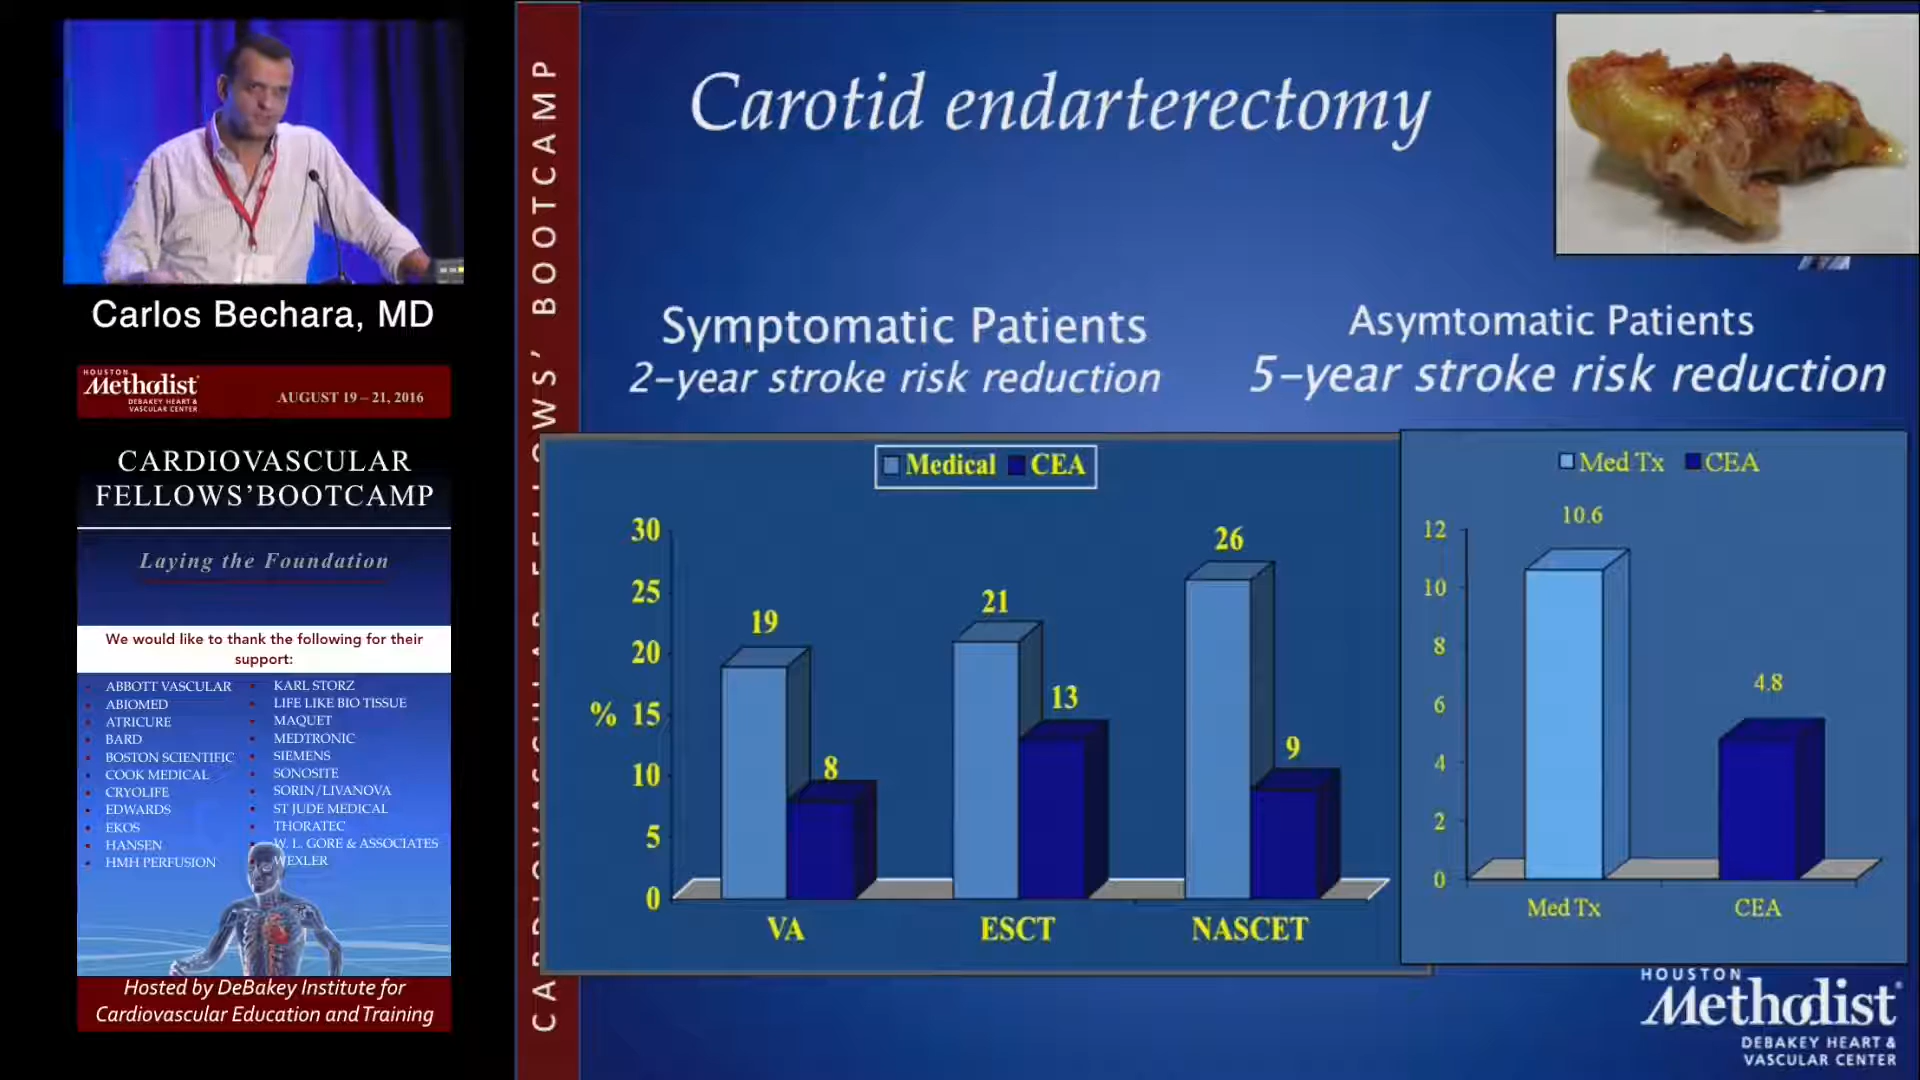 Carlos Bechara, MD
HOUSTON
Methodist
DEBAKEY HEART &
VASCULAR CENTER
AUGUST 19 – 21, 2016
CARDIOVASCULAR
FELLOWS’BOOTCAMP
Laying the Foundation
We would like to thank the following for their
support:
ABBOTT VASCULAR
ABIOMED
ATRICURE
BARD
BOSTON SCIENTIFIC
COOK MEDICAL
CRYOLIFE
EDWARDS
EKOS
HANSEN
HMH PERFUSION
KARL STORZ
LIFE LIKE BIO TISSUE
MAQUET
MEDTRONIC
SIEMENS
SONOSITE
SORIN/LIVANOVA
ST JUDE MEDICAL
THORATEC
W. L. GORE & ASSOCIATES
WEXLER
Hosted by DeBakey Institute for
Cardiovascular Education and Training
BOOTCAMP
Carotid endarterectomy
Symptomatic Patients
2-year stroke risk reduction
Medical CEA
30
25
20
% 15
10
5
0
19
8
21
13
26
9
VA ESCT NASCET
Asymtomatic Patients
5-year stroke risk reduction
Med Tx CEA
12
10
8
6
4
2
0
10.6
4.8
Med Tx CEA
HOUSTON
Methodist
DEBAKEY HEART &
VASCULAR CENTER